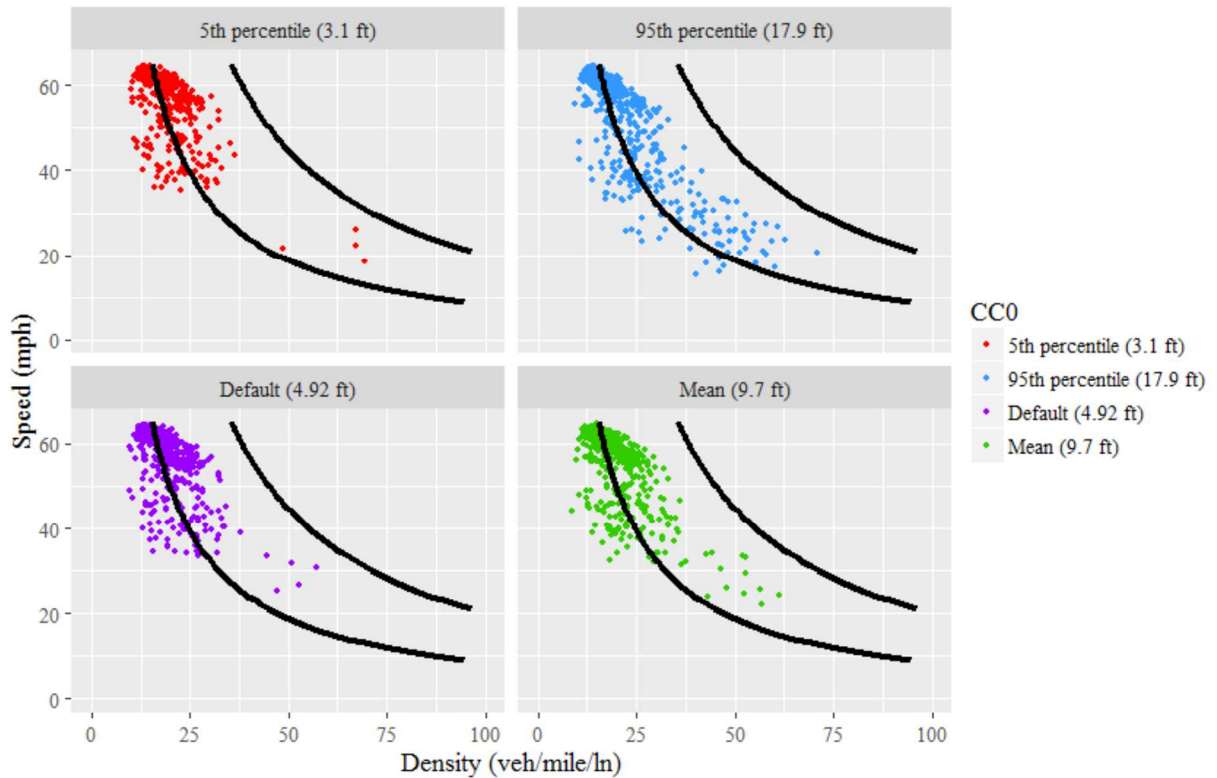 5th percentile (3.1 ft)
95th percentile (17.9 ft)
60
40
20
0
Default (4.92 ft)
Mean (9.7 ft)
60
40
20
0
Speed (mph)
0 25 50 75 100
0 25 50 75 100
Density (veh/mile/ln)
CC0
5th percentile (3.1 ft)
95th percentile (17.9 ft)
Default (4.92 ft)
Mean (9.7 ft)